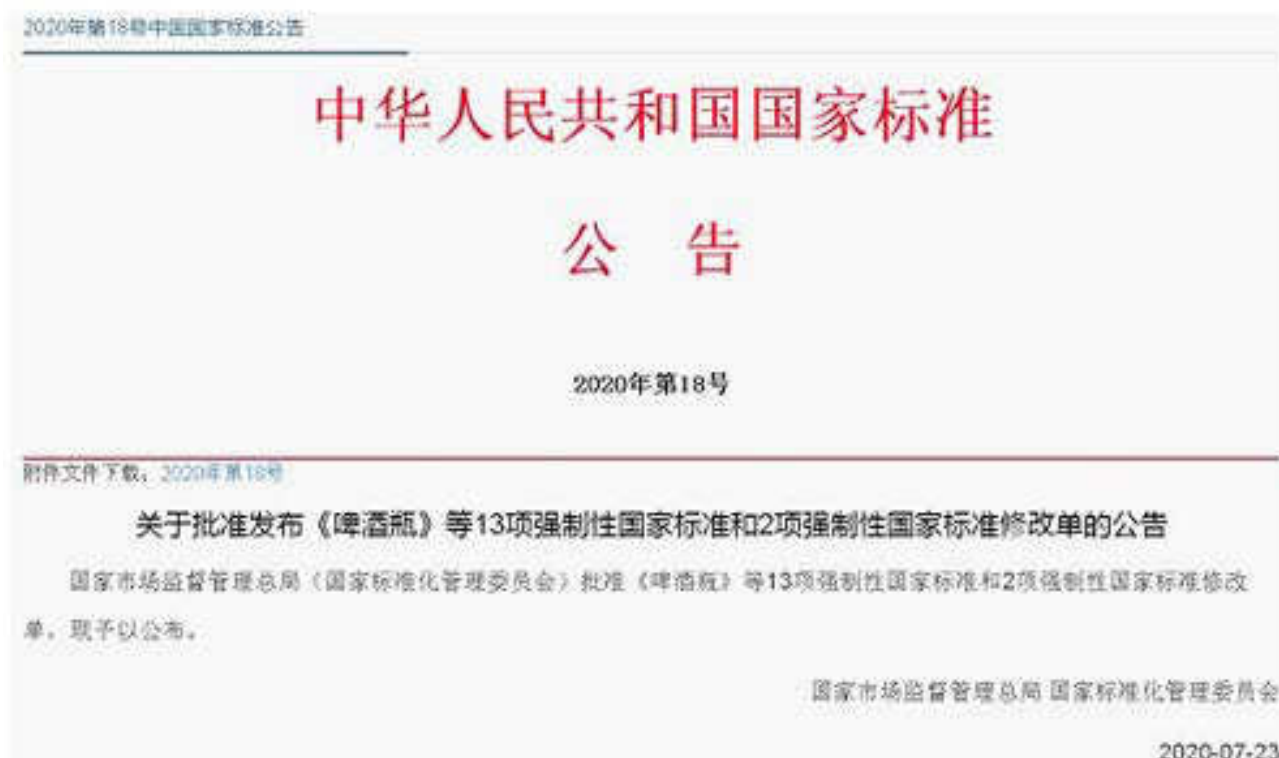 2020年第18号中国国家标准公告
中华人民共和国国家标准
公 告
2020年第18号
附件文件下载：2020年第18号
关于批准发布《啤酒瓶》等13项强制性国家标准和2项强制性国家标准修改单的公告
国家市场监督管理总局（国家标准化管理委员会）批准《啤酒瓶》等13项强制性国家标准和2项强制性国家标准修改
单，现予以公布。
国家市场监督管理总局 国家标准化管理委员会
2020-07-23